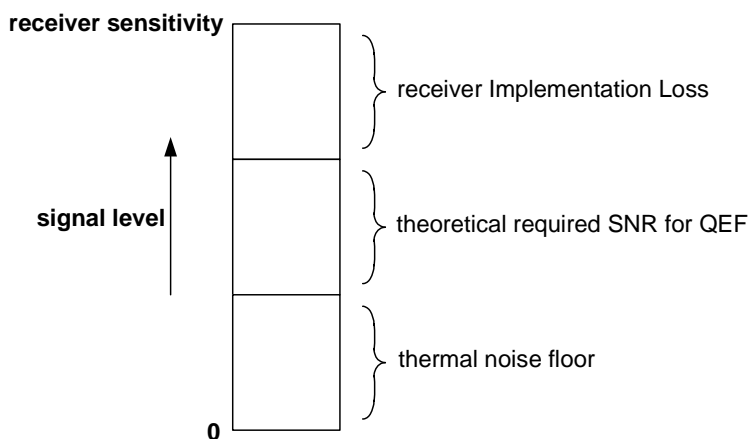 receiver sensitivity
receiver Implementation Loss
signal level
theoretical required SNR for QEF
thermal noise floor
0